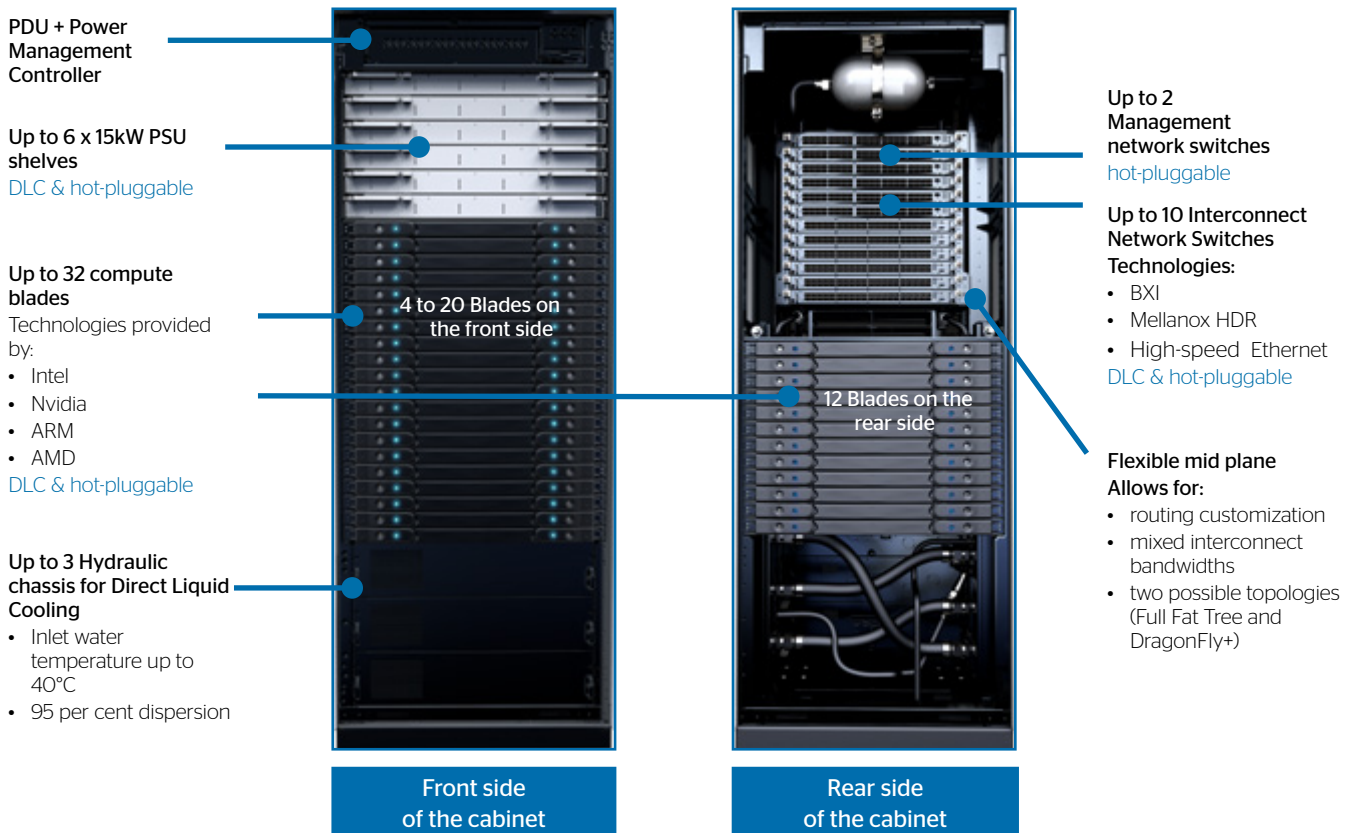 PDU + Power
Management
Controller
Up to 6 x 15kW PSU
shelves
DLC & hot-pluggable
Up to 32 compute
blades
Technologies provided
by:
• Intel
• Nvidia
• ARM
• AMD
DLC & hot-pluggable
Up to 3 Hydraulic
chassis for Direct Liquid
Cooling
• Inlet water
temperature up to
40°C
• 95 per cent dispersion
4 to 20 Blades on
the front side
Front side
of the cabinet
12 Blades on the
rear side
Rear side
of the cabinet
Up to 2
Management
network switches
hot-pluggable
Up to 10 Interconnect
Network Switches
Technologies:
• BXI
• Mellanox HDR
• High-speed Ethernet
DLC & hot-pluggable
Flexible mid plane
Allows for:
• routing customization
• mixed interconnect
bandwidths
• two possible topologies
(Full Fat Tree and
DragonFly+)